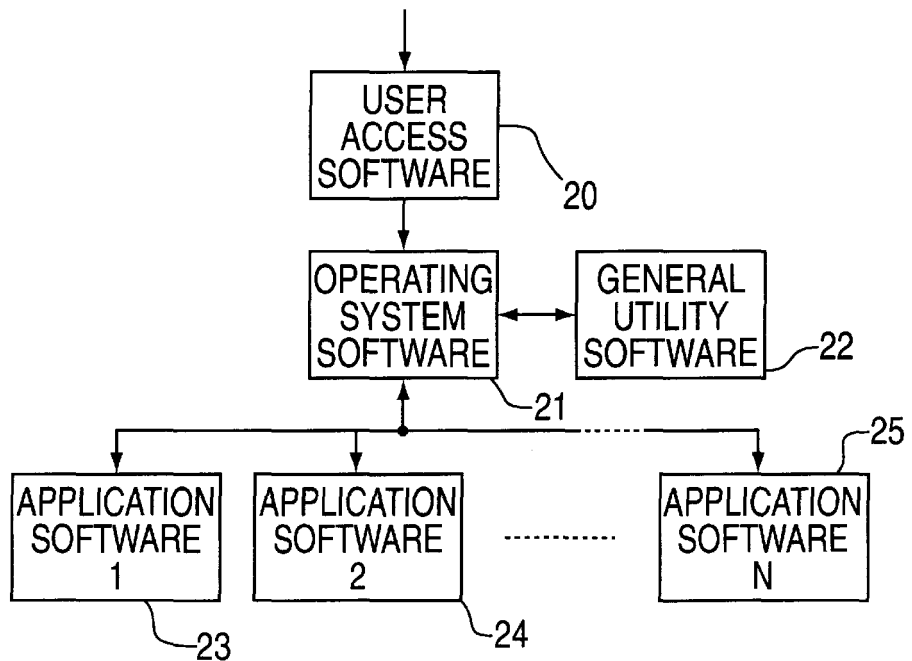 USER
ACCESS
SOFTWARE
20
OPERATING
SYSTEM
SOFTWARE
21
GENERAL
UTILITY
SOFTWARE
22
APPLICATION
SOFTWARE
1
23
APPLICATION
SOFTWARE
2
24
25
APPLICATION
SOFTWARE
N